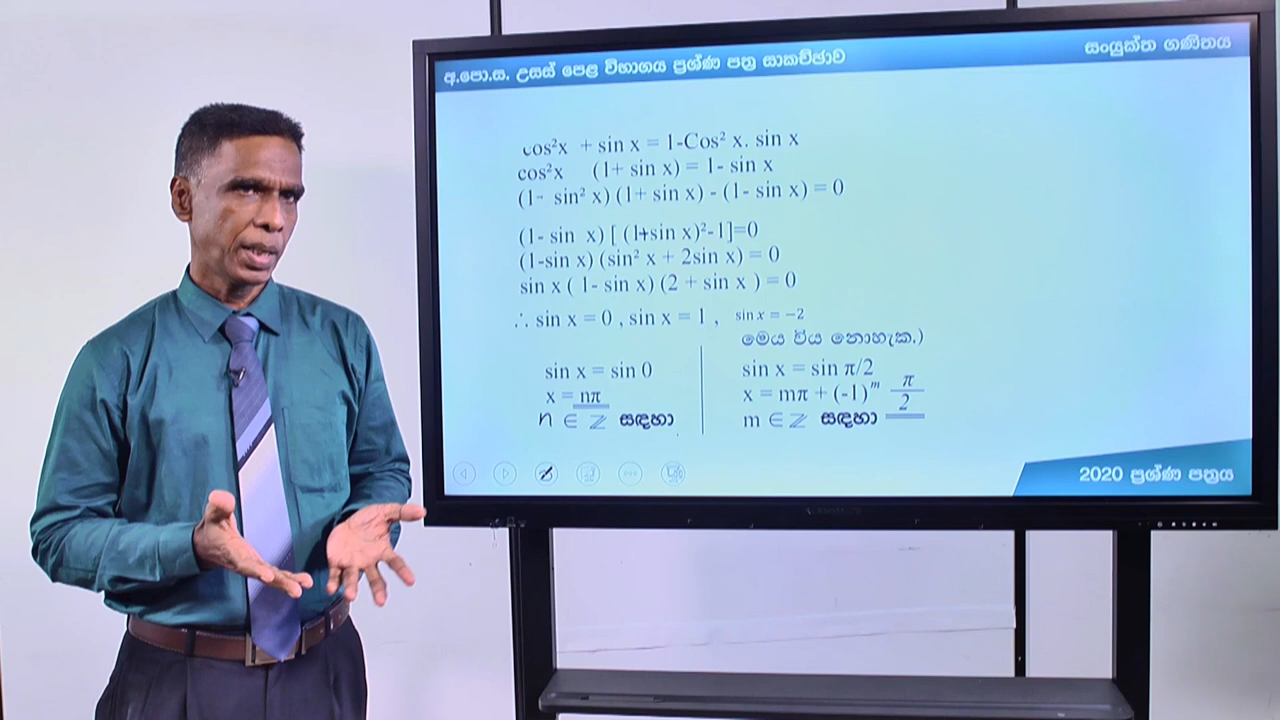 අ.පො.ස. උසස් පෙළ විභාගය ප්‍රශ්ණ පත්‍ර සාකච්ඡාව
සංයුක්ත ගණිතය
cos²x + sin x = 1-Cos² x. sin x
cos²x (1+ sin x) = 1- sin x
(1- sin² x) (1+ sin x) - (1- sin x) = 0
(1- sin x) [ (1+sin x)²-1]=0
(1-sin x) (sin² x + 2sin x) = 0
sin x ( 1- sin x) (2 + sin x ) = 0
∴ sin x = 0 , sin x = 1 , sin x = −2
මෙය විය නොහැක.)
sin x = sin 0
x = nπ
n ∈ ℤ සඳහා
sin x = sin π/2
x = mπ + (-1)ᵐ π/2
m ∈ ℤ සඳහා
2020 ප්‍රශ්ණ පත්‍රය